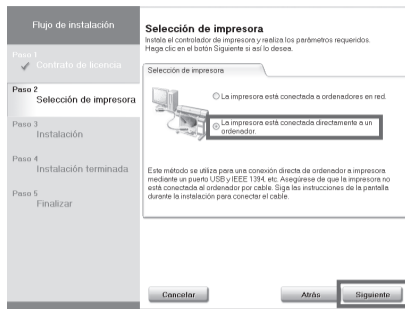 Flujo de instalación
Paso 1
Contrato de licencia
Paso 2
Selección de impresora
Paso 3
Instalación
Paso 4
Instalación terminada
Paso 5
Finalizar
Selección de impresora
Instala el controlador de impresora y realiza los parámetros requeridos.
Haga clic en el botón Siguiente si así lo desea.
Selección de impresora
La impresora está conectada a ordenadores en red.
La impresora está conectada directamente a un
ordenador.
Este método se utiliza para una conexión directa de ordenador a impresora
mediante un puerto USB y IEEE 1394, etc. Asegúrese de que la impresora no
está conectada al ordenador por cable. Siga las instrucciones de la pantalla
durante la instalación para conectar el cable.
Cancelar
Atrás
Siguiente